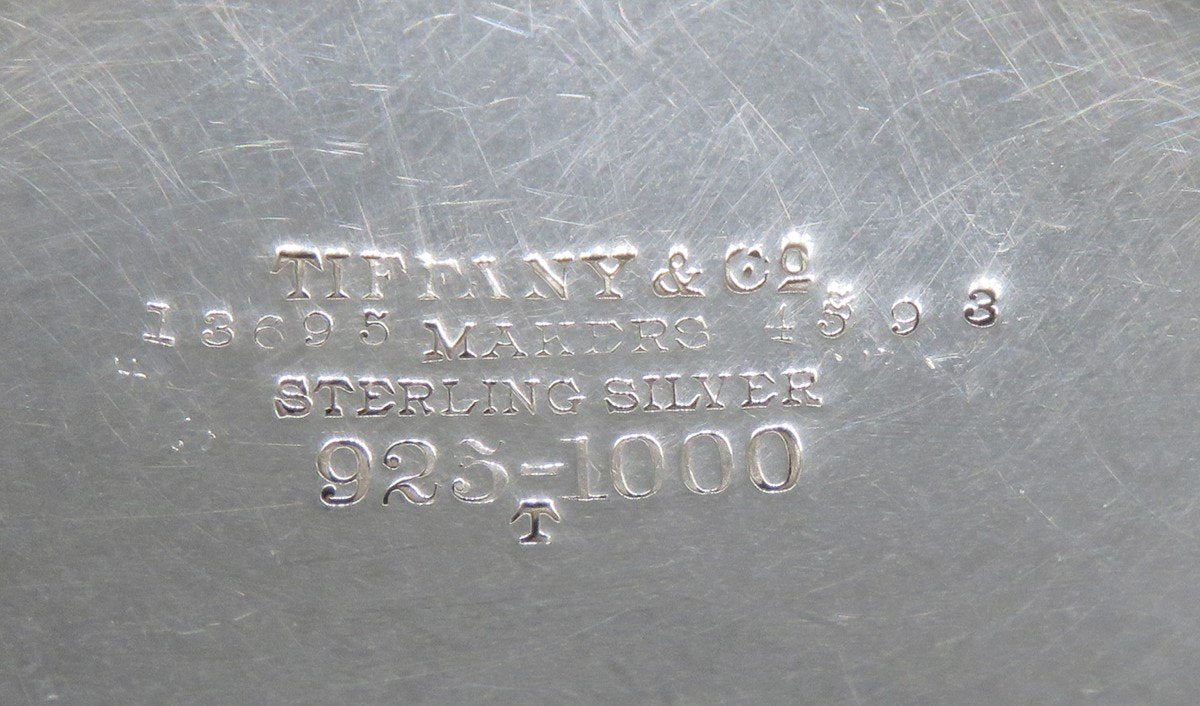 TIFFANY & Cº
13695 MAKERS 4593
STERLING SILVER
925-1000
T